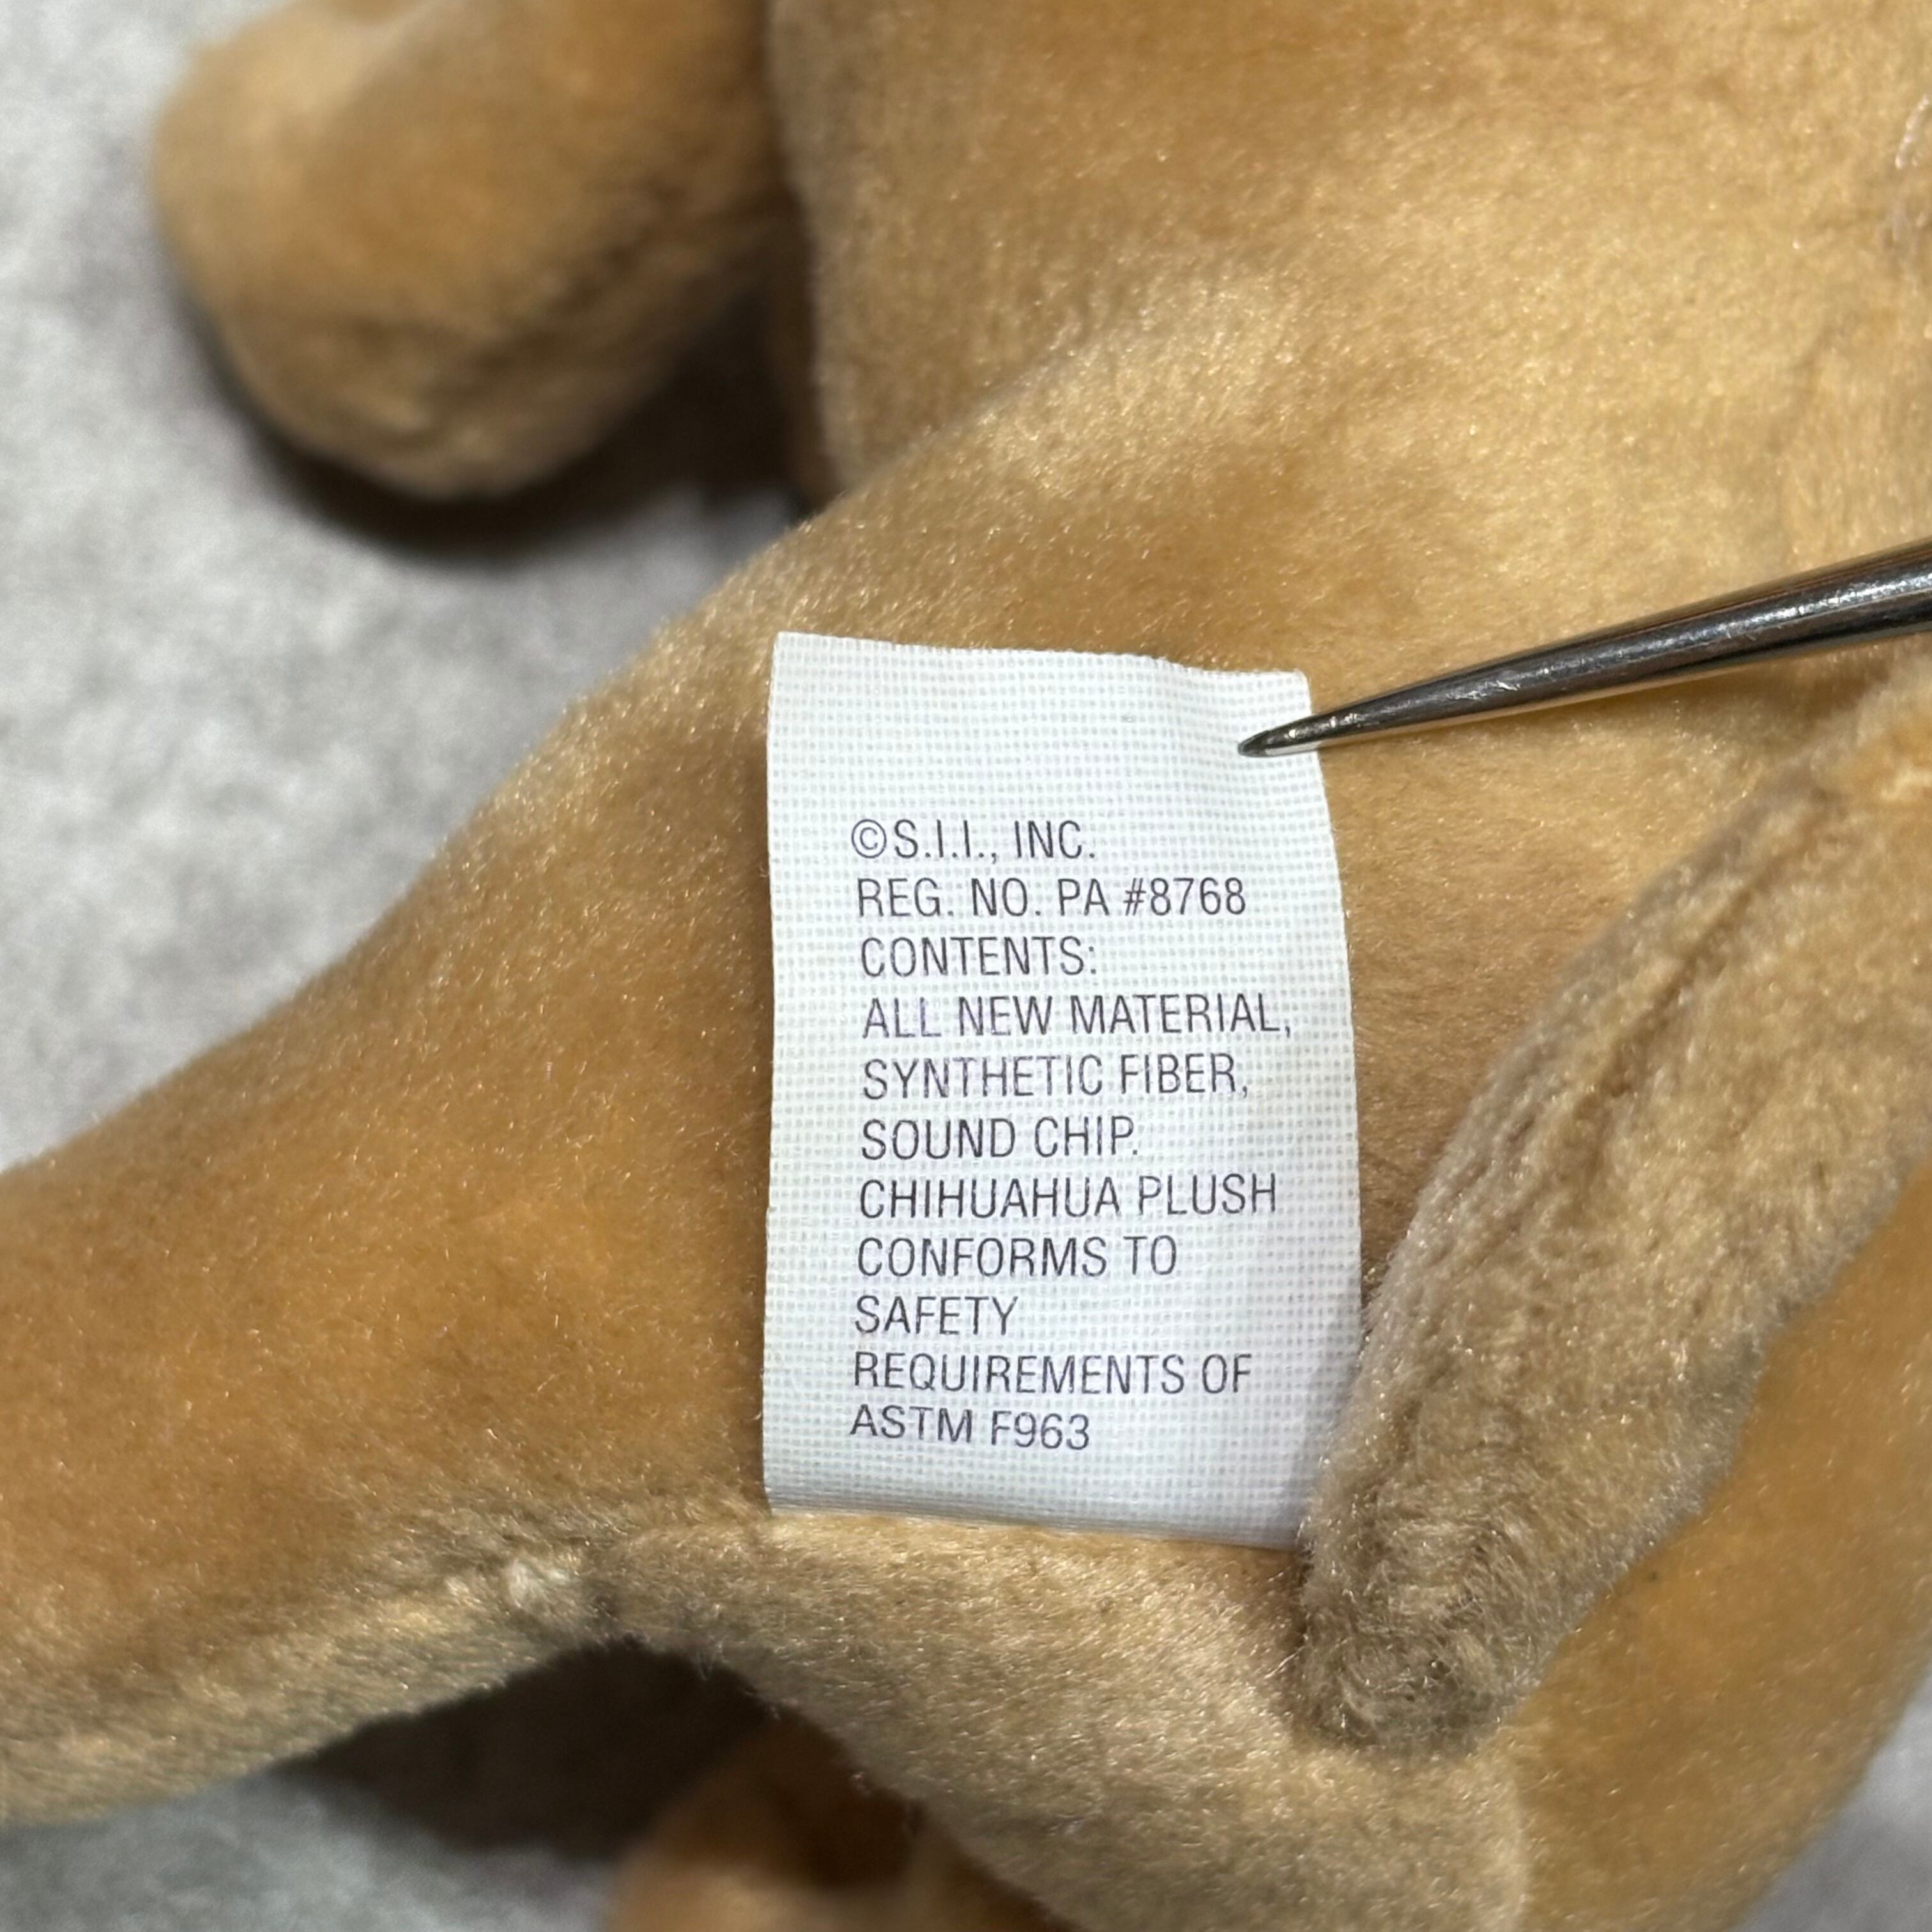 ©S.I.I., INC.
REG. NO. PA #8768
CONTENTS:
ALL NEW MATERIAL,
SYNTHETIC FIBER,
SOUND CHIP.
CHIHUAHUA PLUSH
CONFORMS TO
SAFETY
REQUIREMENTS OF
ASTM F963